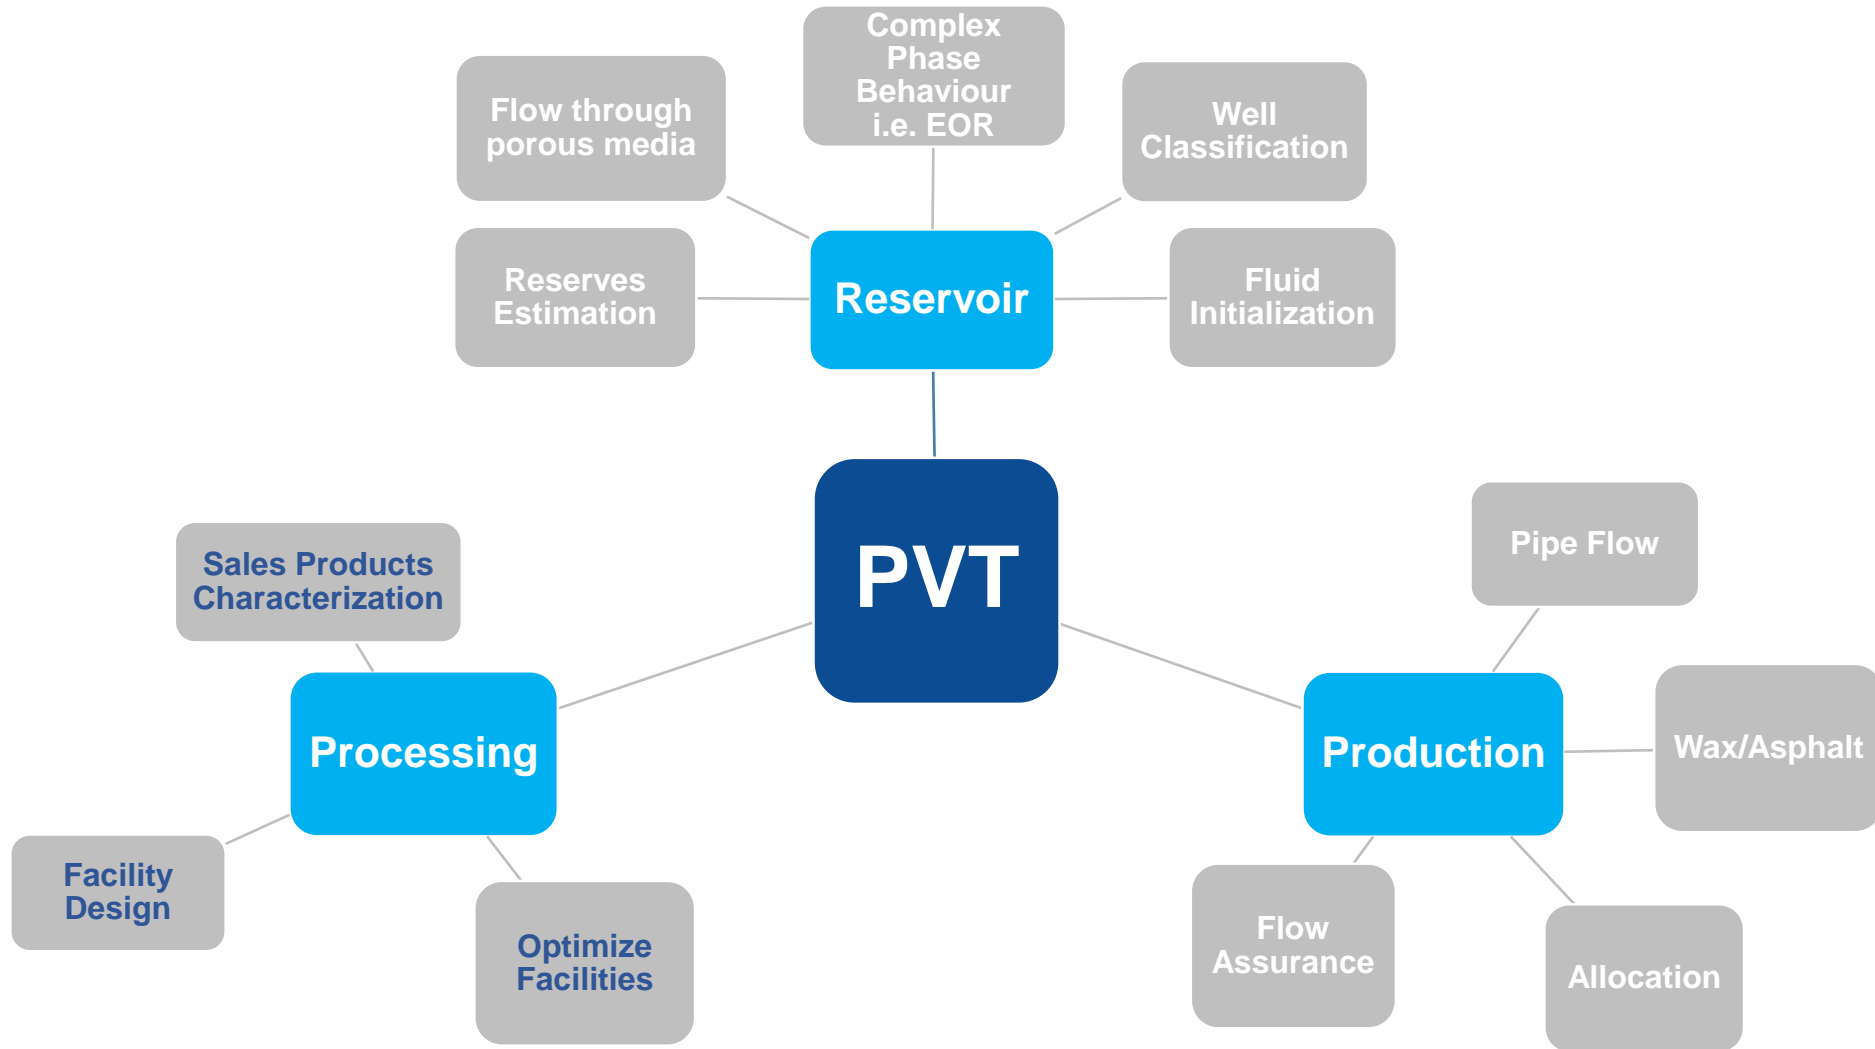 Complex
Phase
Behaviour
i.e. EOR
Flow through
porous media
Well
Classification
Reserves
Estimation
Reservoir
Fluid
Initialization
PVT
Sales Products
Characterization
Pipe Flow
Processing
Production
Wax/Asphalt
Facility
Design
Optimize
Facilities
Flow
Assurance
Allocation